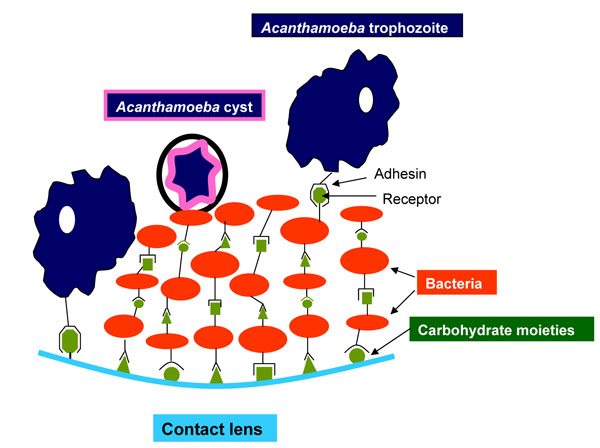 Acanthamoeba trophozoite
Acanthamoeba cyst
Adhesin
Receptor
Bacteria
Carbohydrate moieties
Contact lens